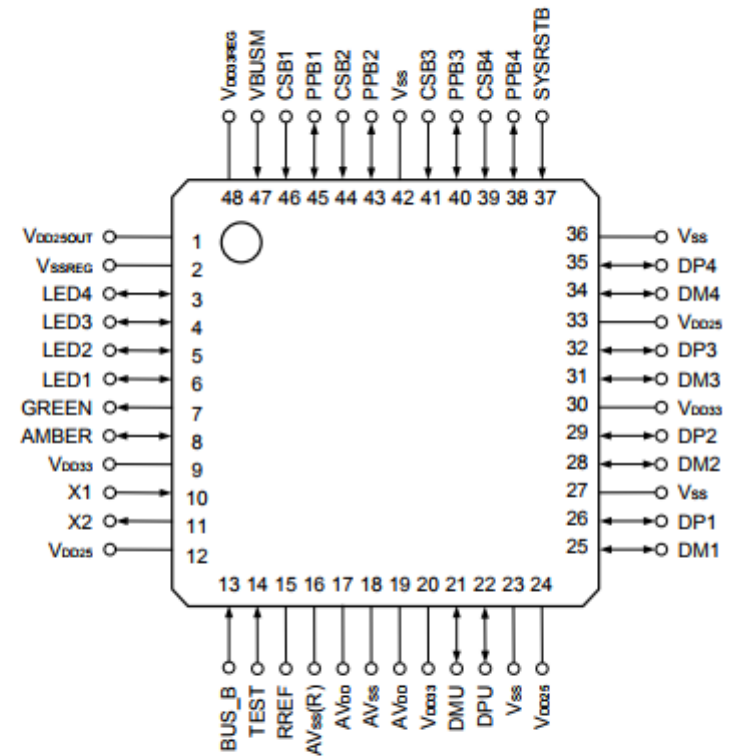 VDD33REG VBUSM CSB1 PPB1 CSB2 PPB2 VSS CSB3 PPB3 CSB4 PPB4 SYSRSTB
48 47 46 45 44 43 42 41 40 39 38 37
VDD25OUT 1
VSSREG 2
LED4 3
LED3 4
LED2 5
LED1 6
GREEN 7
AMBER 8
VDD33 9
X1 10
X2 11
VDD25 12
36 VSS
35 DP4
34 DM4
33 VDD25
32 DP3
31 DM3
30 VDD33
29 DP2
28 DM2
27 VSS
26 DP1
25 DM1
13 14 15 16 17 18 19 20 21 22 23 24
BUS_B TEST RREF AVSS(R) AVDD AVSS AVDD VDD33 DMU DPU VSS VDD25